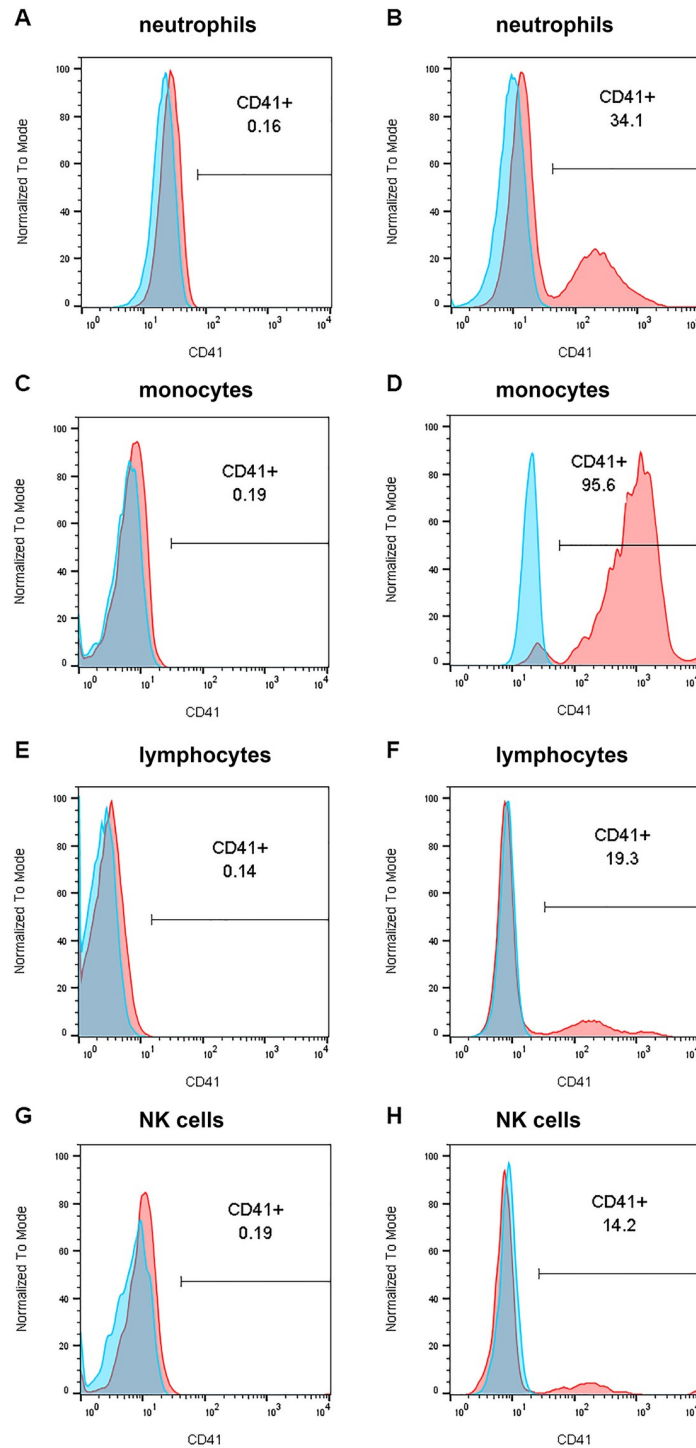 A
neutrophils
Normalized To Mode
100
80
60
40
20
0
CD41+
0.16
10⁰ 10¹ 10² 10³ 10⁴
CD41
B
neutrophils
Normalized To Mode
100
80
60
40
20
0
CD41+
34.1
10⁰ 10¹ 10² 10³ 10⁴
CD41
C
monocytes
Normalized To Mode
100
80
60
40
20
0
CD41+
0.19
10⁰ 10¹ 10² 10³ 10⁴
CD41
D
monocytes
Normalized To Mode
100
80
60
40
20
0
CD41+
95.6
10⁰ 10¹ 10² 10³ 10⁴
CD41
E
lymphocytes
Normalized To Mode
100
80
60
40
20
0
CD41+
0.14
10⁰ 10¹ 10² 10³ 10⁴
CD41
F
lymphocytes
Normalized To Mode
100
80
60
40
20
0
CD41+
19.3
10⁰ 10¹ 10² 10³ 10⁴
CD41
G
NK cells
Normalized To Mode
100
80
60
40
20
0
CD41+
0.19
10⁰ 10¹ 10² 10³ 10⁴
CD41
H
NK cells
Normalized To Mode
100
80
60
40
20
0
CD41+
14.2
10⁰ 10¹ 10² 10³ 10⁴
CD41